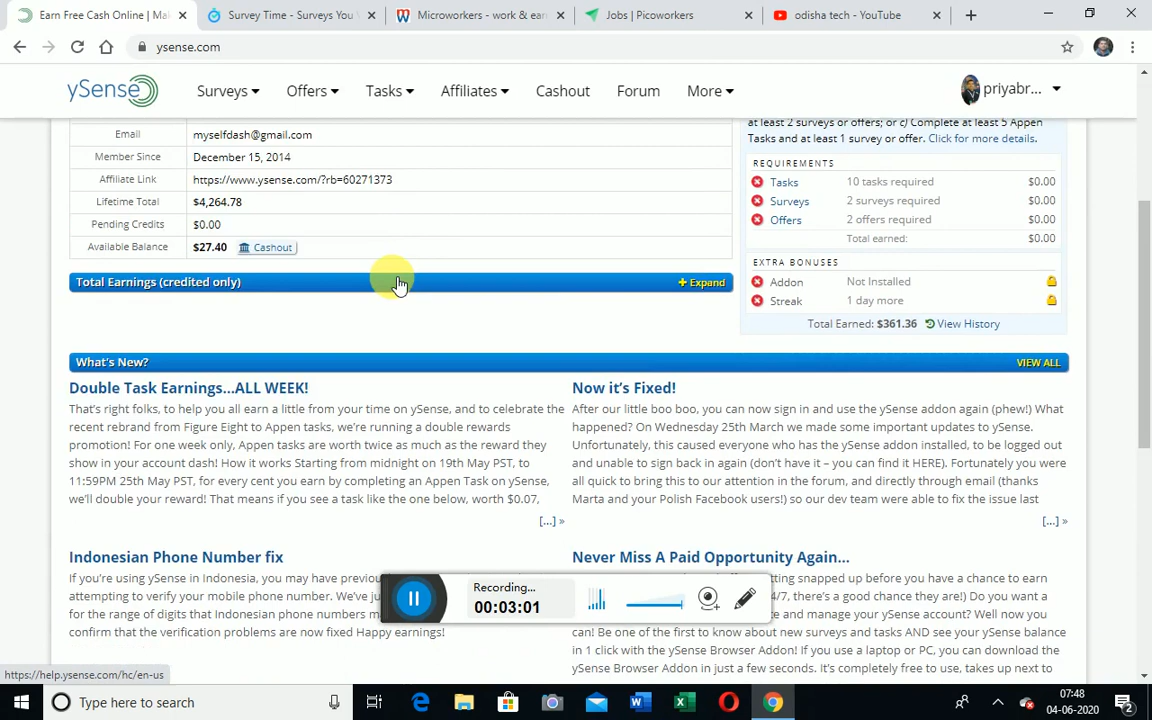 Earn Free Cash Online | Mak
Survey Time - Surveys You
Microworkers - work & ear
Jobs | Picoworkers
odisha tech - YouTube
ysense.com
ySense
Surveys
Offers
Tasks
Affiliates
Cashout
Forum
More
priyabr...
Email myselfdash@gmail.com
Member Since December 15, 2014
Affiliate Link https://www.ysense.com/?rb=60271373
Lifetime Total $4,264.78
Pending Credits $0.00
Available Balance $27.40 Cashout
Total Earnings (credited only) + Expand
at least 2 surveys or offers; or c) Complete at least 5 Appen
Tasks and at least 1 survey or offer. Click for more details.
REQUIREMENTS
Tasks 10 tasks required $0.00
Surveys 2 surveys required $0.00
Offers 2 offers required $0.00
Total earned: $0.00
EXTRA BONUSES
Addon Not Installed
Streak 1 day more
Total Earned: $361.36 View History
What's New? VIEW ALL
Double Task Earnings...ALL WEEK!
That's right folks, to help you all earn a little from your time on ySense, and to celebrate the
recent rebrand from Figure Eight to Appen tasks, we're running a double rewards
promotion! For one week only, Appen tasks are worth twice as much as the reward they
show in your account dash! How it works Starting from midnight on 19th May PST, to
11:59PM 25th May PST, for every cent you earn by completing an Appen Task on ySense,
we'll double your reward! That means if you see a task like the one below, worth $0.07,
[...] »
Now it's Fixed!
After our little boo boo, you can now sign in and use the ySense addon again (phew!) What
happened? On Wednesday 25th March we made some important updates to ySense.
Unfortunately, this caused everyone who has the ySense addon installed, to be logged out
and unable to sign back in again (don't have it – you can find it HERE). Fortunately you were
all quick to bring this to our attention in the forum, and directly through email (thanks
Marta and your Polish Facebook users!) so our dev team were able to fix the issue last
[...] »
Indonesian Phone Number fix
If you're using ySense in Indonesia, you may have previou
attempting to verify your mobile phone number. We've jus
for the range of digits that Indonesian phone numbers m
confirm that the verification problems are now fixed Happy earnings!
Never Miss A Paid Opportunity Again...
etting snapped up before you have a chance to earn
4/7, there's a good chance they are!) Do you want a
e and manage your ySense account? Well now you
can! Be one of the first to know about new surveys and tasks AND see your ySense balance
in 1 click with the ySense Browser Addon! If you use a laptop or PC, you can download the
ySense Browser Addon in just a few seconds. It's completely free to use, takes up next to
Recording...
00:03:01
https://help.ysense.com/hc/en-us
Type here to search
07:48
04-06-2020
2